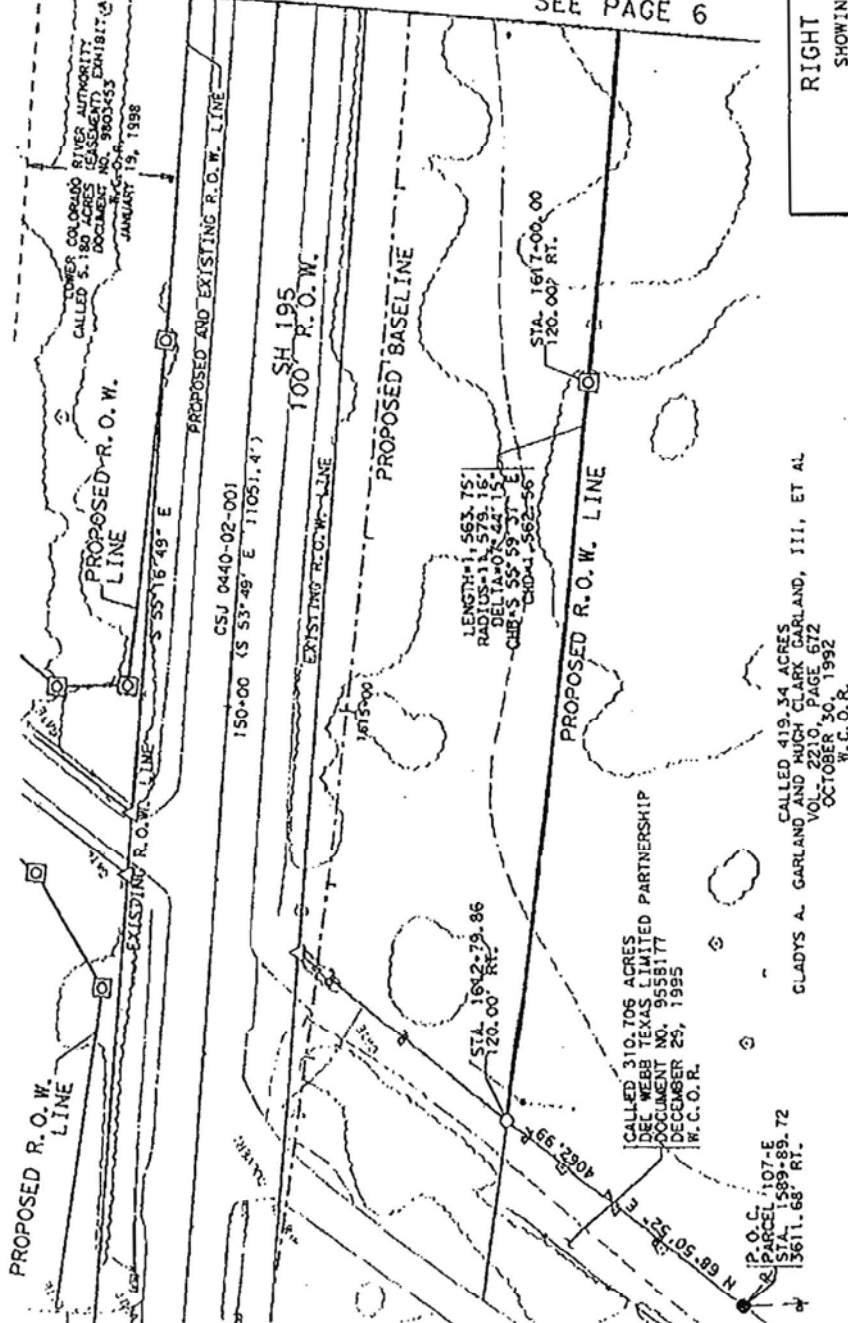 SEE PAGE 6
RIGHT
SHOWIN
LOWER COLORADO RIVER AUTHORITY
CALLED 5.180 ACRES (EASEMENT) EXHIBIT
DOCUMENT NO. 9803453
W.C.O.R.
JANUARY 19, 1998
PROPOSED R.O.W.
LINE
S 55°16'49" E
PROPOSED AND EXISTING R.O.W. LINE
CSJ 0440-02-001
150+00 (S 53°49' E 11051.4')
SH 195
100' R.O.W.
EXISTING R.O.W. LINE
EXISTING R.O.W. LINE
PROPOSED BASELINE
1615+00
STA. 1617+00.00
120.00' RT.
LENGTH=1,563.75'
RADIUS=11,579.16'
DELTA=07°44'15"
CHB=S 55°59'37" E
CHD=1,562.56'
PROPOSED R.O.W. LINE
PROPOSED R.O.W.
LINE
GATE
STA. 1612+79.86
120.00' RT.
CALLED 310.706 ACRES
DEL WEBB TEXAS LIMITED PARTNERSHIP
DOCUMENT NO. 9558177
DECEMBER 29, 1995
W.C.O.R.
N 68°50'52" E 4062.99'
P.O.C.
PARCEL 107-E
STA. 1589+89.72
3611.68' RT.
CALLED 419.34 ACRES
GLADYS A. GARLAND AND HUGH CLARK GARLAND, III, ET AL
VOL. 2210, PAGE 672
OCTOBER 30, 1992
W.C.O.R.